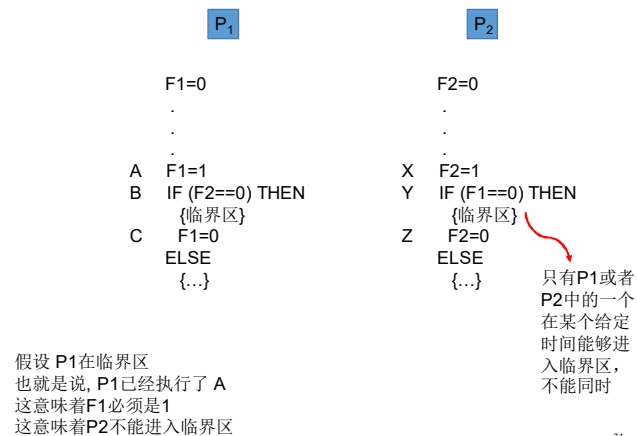 P1 P2
F1=0 F2=0
. .
. .
. .
A F1=1 X F2=1
B IF (F2==0) THEN Y IF (F1==0) THEN
{临界区} {临界区}
C F1=0 Z F2=0
ELSE ELSE
{…} {…}
只有P1或者
P2中的一个
在某个给定
时间能够进
入临界区，
不能同时
假设 P1在临界区
也就是说, P1已经执行了 A
这意味着F1必须是1
这意味着P2不能进入临界区